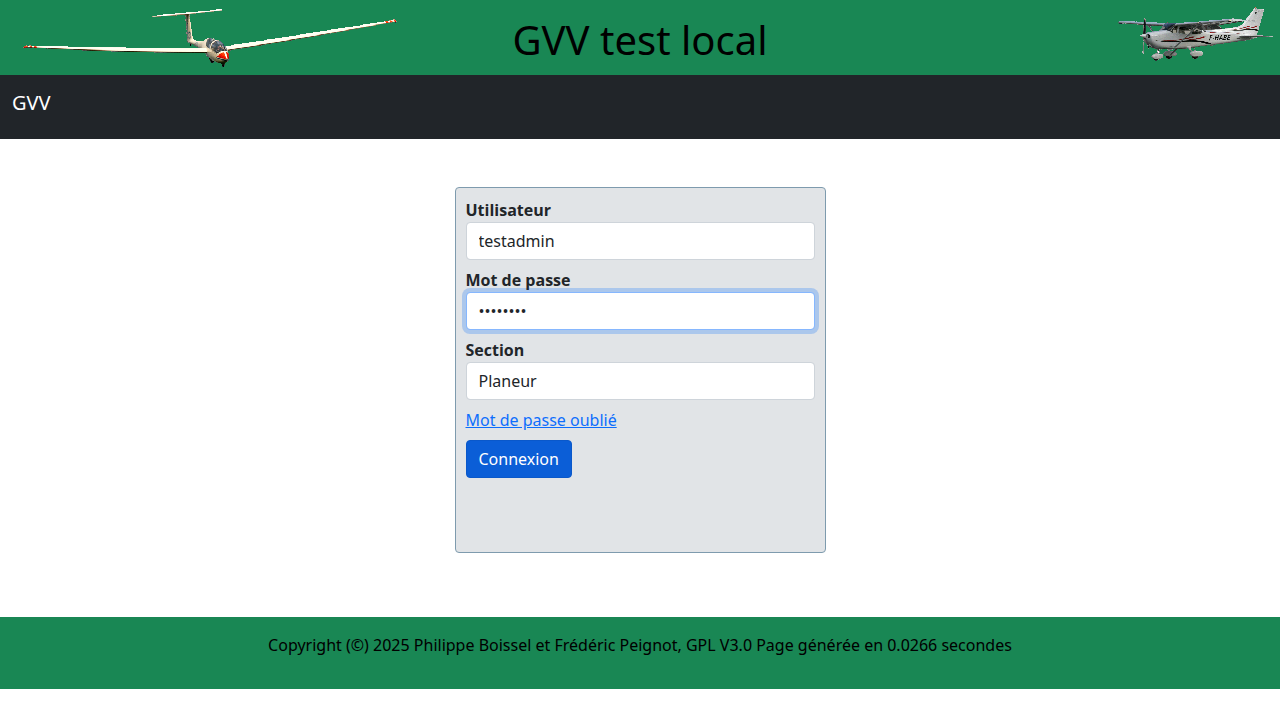 GVV test local
F-HABE
GVV
Utilisateur
testadmin
Mot de passe
••••••••
Section
Planeur
Mot de passe oublié
Connexion
Copyright (©) 2025 Philippe Boissel et Frédéric Peignot, GPL V3.0 Page générée en 0.0266 secondes